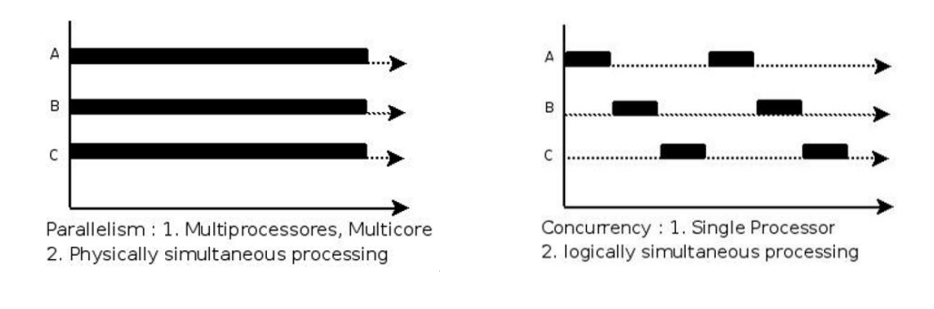 A
B
C
Parallelism : 1. Multiprocessores, Multicore
2. Physically simultaneous processing
A
B
C
Concurrency : 1. Single Processor
2. logically simultaneous processing